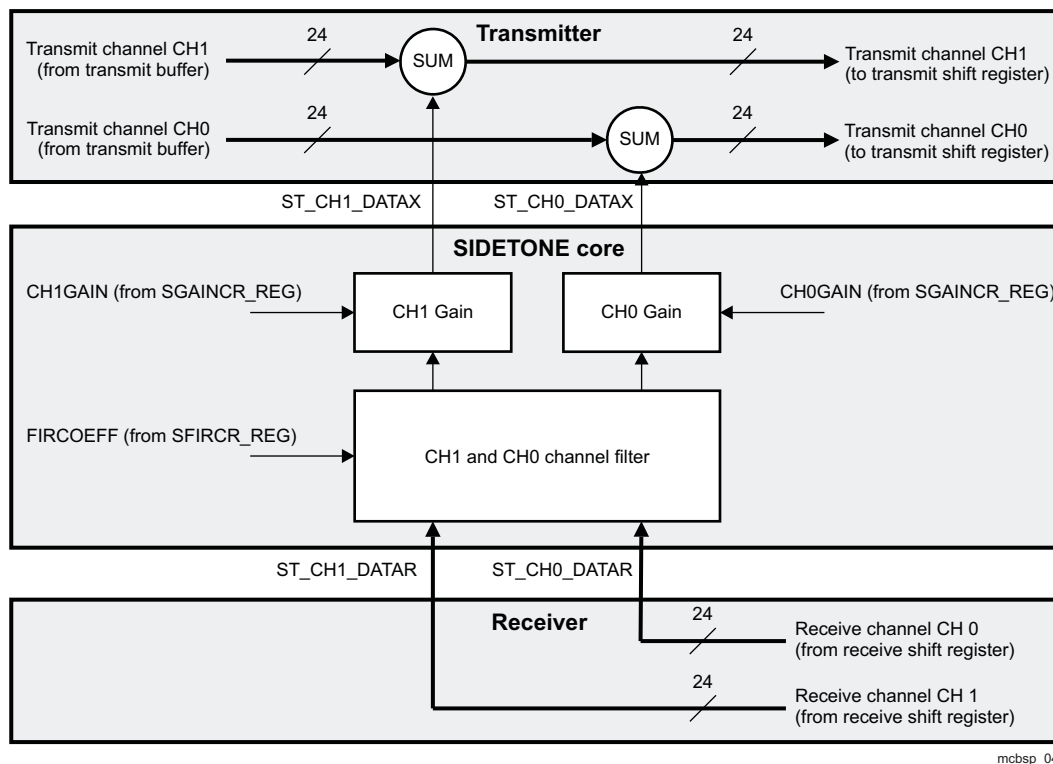 Transmitter
Transmit channel CH1
(from transmit buffer)
24
SUM
24
Transmit channel CH1
(to transmit shift register)
Transmit channel CH0
(from transmit buffer)
24
SUM
24
Transmit channel CH0
(to transmit shift register)
ST_CH1_DATAX
ST_CH0_DATAX
SIDETONE core
CH1GAIN (from SGAINCR_REG)
CH1 Gain
CH0 Gain
CH0GAIN (from SGAINCR_REG)
FIRCOEFF (from SFIRCR_REG)
CH1 and CH0 channel filter
ST_CH1_DATAR
ST_CH0_DATAR
Receiver
24
Receive channel CH 0
(from receive shift register)
24
Receive channel CH 1
(from receive shift register)